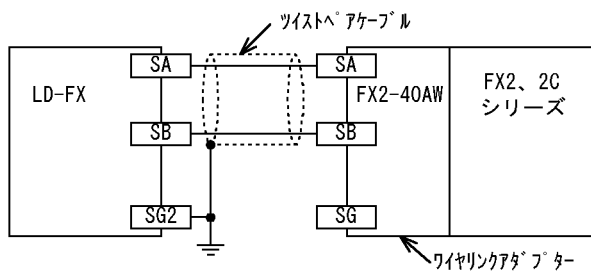 ツイストペアケーブル
SA
SA
LD-FX
FX2-40AW
FX2、2C
シリーズ
SB
SB
SG2
SG
ワイヤリンクアダプター